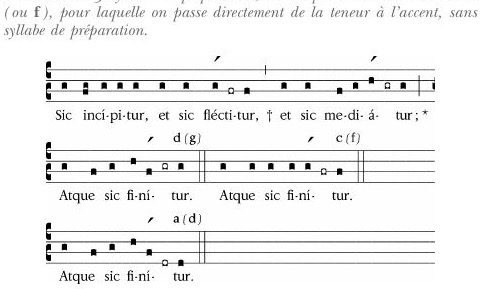 (ou f), pour laquelle on passe directement de la teneur à l'accent, sans
syllabe de préparation.
Sic incí-pi-tur, et sic flécti-tur, † et sic me-di-á- tur ; *
d (g) c (f)
Atque sic fi-ní- tur. Atque sic fi-ní- tur.
a (d)
Atque sic fi-ní- tur.